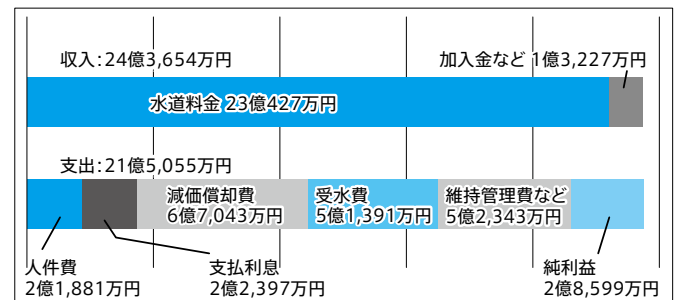 収入：24億3,654万円
加入金など 1億3,227万円
水道料金 23億427万円
支出：21億5,055万円
減価償却費
6億7,043万円
受水費
5億1,391万円
維持管理費など
5億2,343万円
人件費
2億1,881万円
支払利息
2億2,397万円
純利益
2億8,599万円